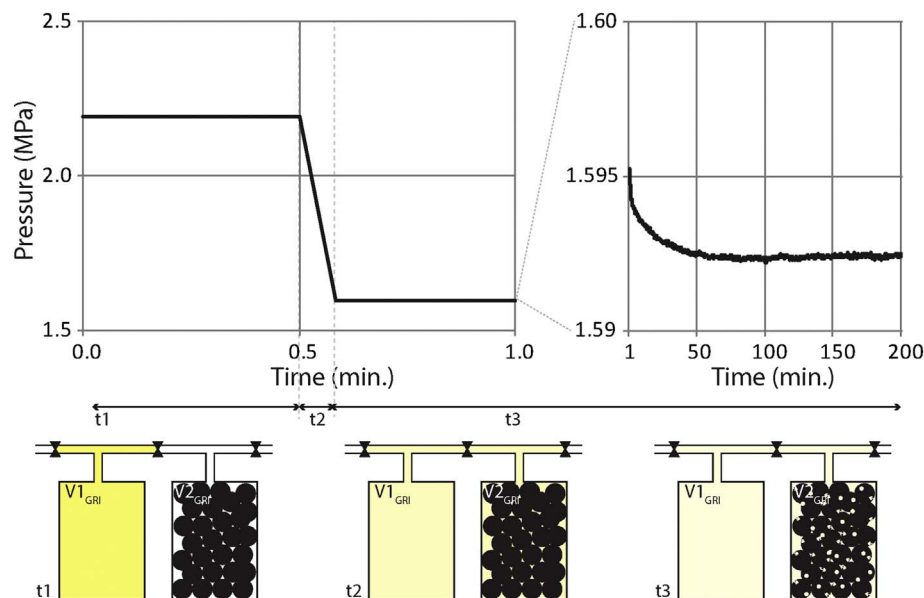 2.5
1.60
Pressure (MPa)
2.0
1.595
1.5
1.59
0.0
0.5
1.0
1
50
100
150
200
Time (min.)
Time (min.)
t1
t2
t3
V1GRI
V2GRI
V1GRI
V2GRI
V1GRI
V2GRI
t1
t2
t3